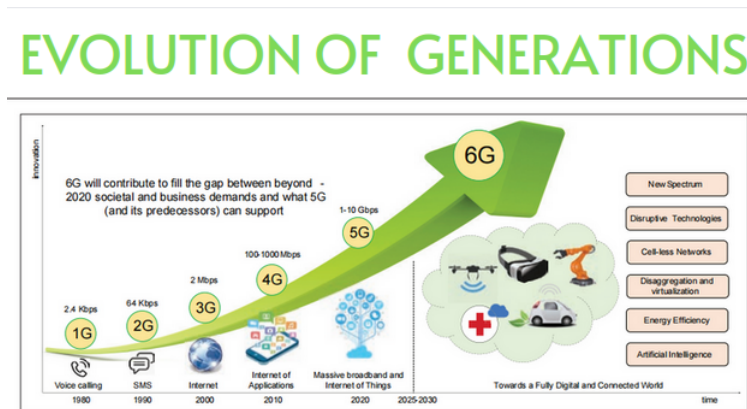 EVOLUTION OF GENERATIONS
innovation
6G will contribute to fill the gap between beyond -
2020 societal and business demands and what 5G
(and its predecessors) can support
6G
1-10 Gbps
5G
100-1000 Mbps
4G
2 Mbps
3G
64 Kbps
2G
2.4 Kbps
1G
New Spectrum
Disruptive Technologies
Cell-less Networks
Disaggregation and
virtualization
Energy Efficiency
Artificial Intelligence
Voice calling
SMS
Internet
Internet of
Applications
Massive broadband and
Internet of Things
Towards a Fully Digital and Connected World
1980
1990
2000
2010
2020
2025-2030
time